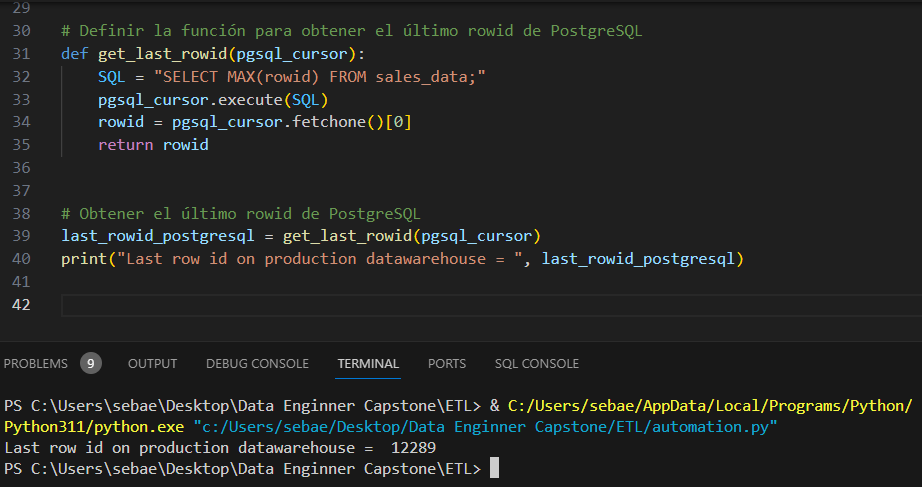 29
30 # Definir la función para obtener el último rowid de PostgreSQL
31 def get_last_rowid(pgsql_cursor):
32     SQL = "SELECT MAX(rowid) FROM sales_data;"
33     pgsql_cursor.execute(SQL)
34     rowid = pgsql_cursor.fetchone()[0]
35     return rowid
36
37
38 # Obtener el último rowid de PostgreSQL
39 last_rowid_postgresql = get_last_rowid(pgsql_cursor)
40 print("Last row id on production datawarehouse = ", last_rowid_postgresql)
41
42
PROBLEMS 9 OUTPUT DEBUG CONSOLE TERMINAL PORTS SQL CONSOLE
PS C:\Users\sebae\Desktop\Data Enginner Capstone\ETL> & C:/Users/sebae/AppData/Local/Programs/Python/
Python311/python.exe "c:/Users/sebae/Desktop/Data Enginner Capstone/ETL/automation.py"
Last row id on production datawarehouse =  12289
PS C:\Users\sebae\Desktop\Data Enginner Capstone\ETL>